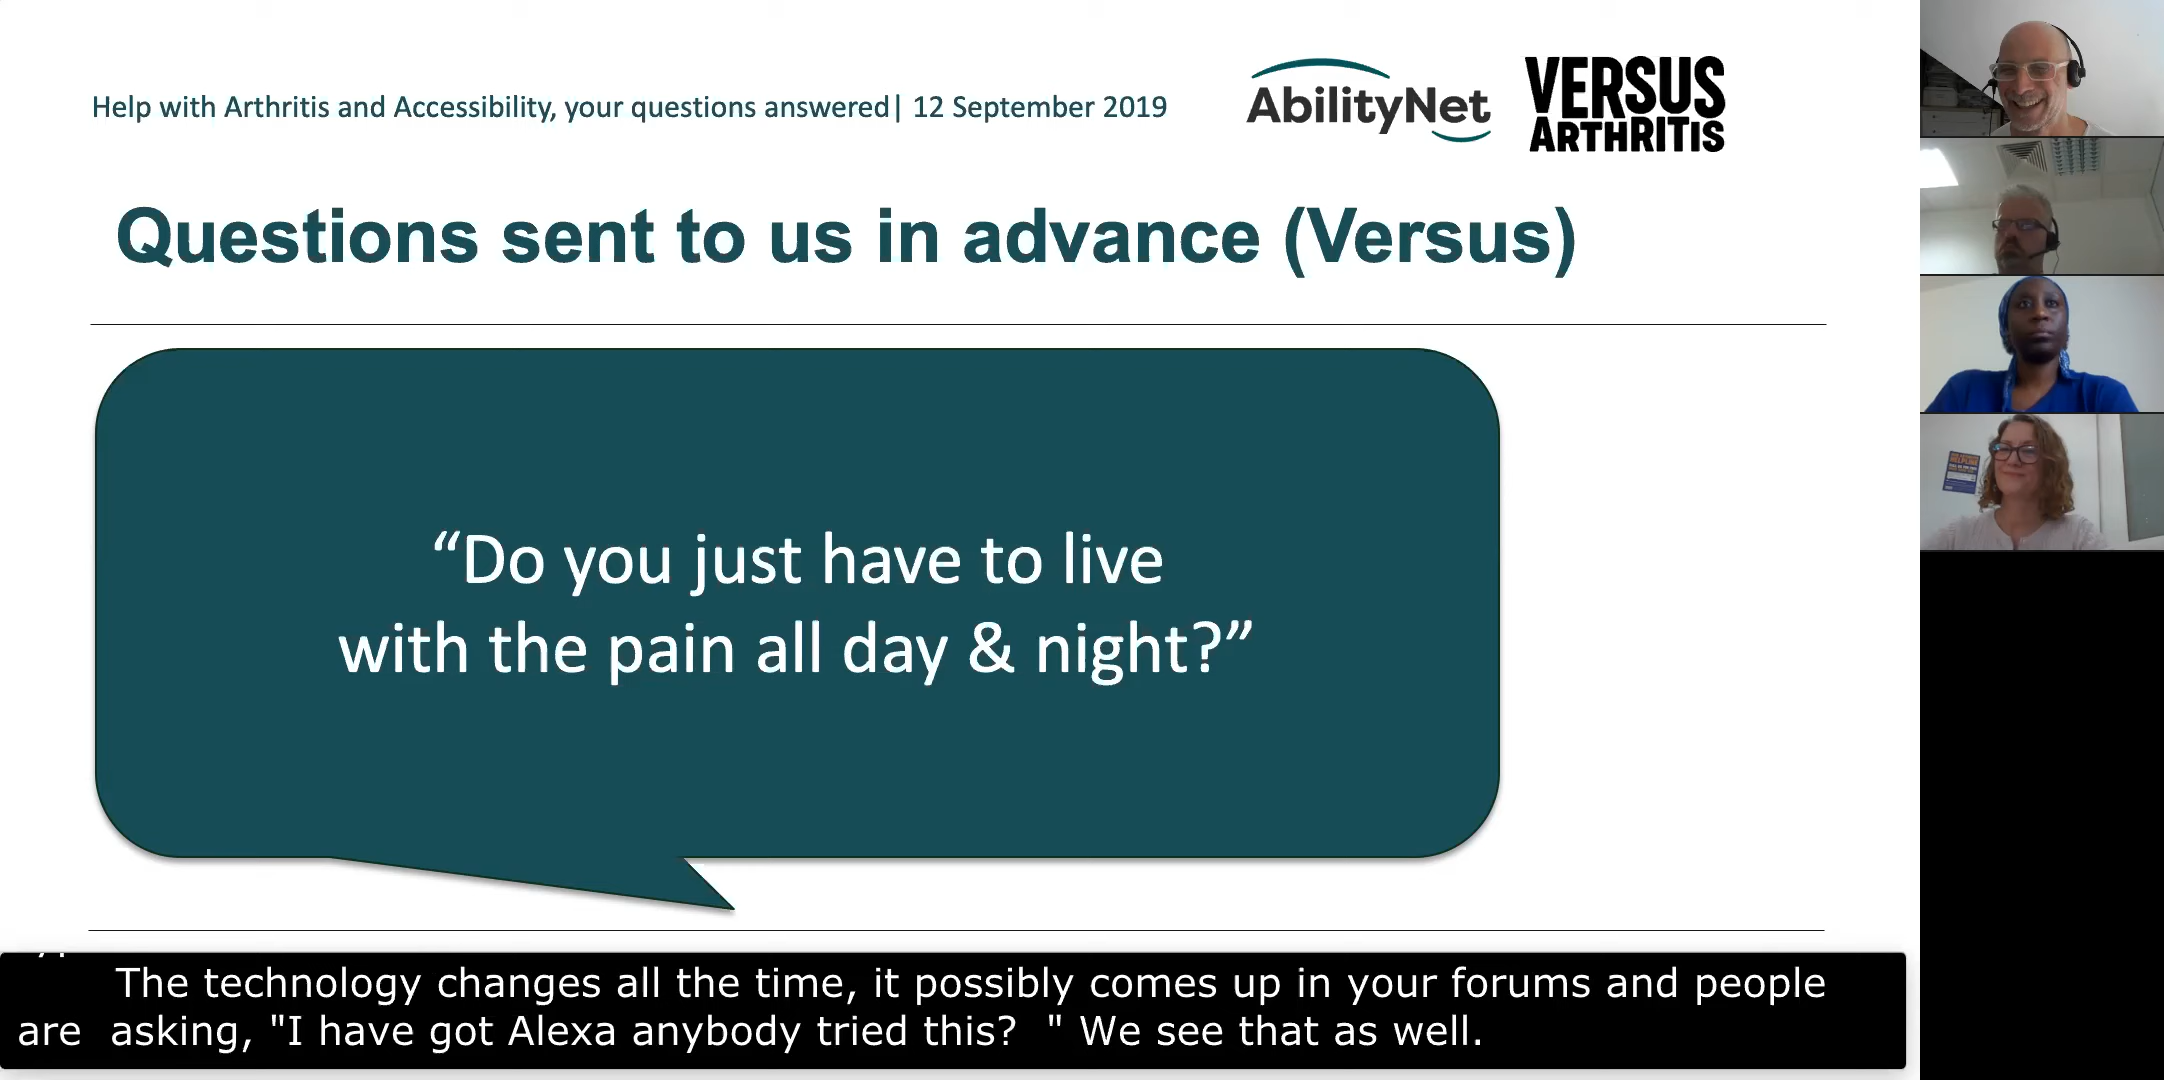 Help with Arthritis and Accessibility, your questions answered| 12 September 2019
AbilityNet
VERSUS
ARTHRITIS
Questions sent to us in advance (Versus)
“Do you just have to live
with the pain all day & night?”
The technology changes all the time, it possibly comes up in your forums and people
are  asking, "I have got Alexa anybody tried this?  " We see that as well.
HELPLINE